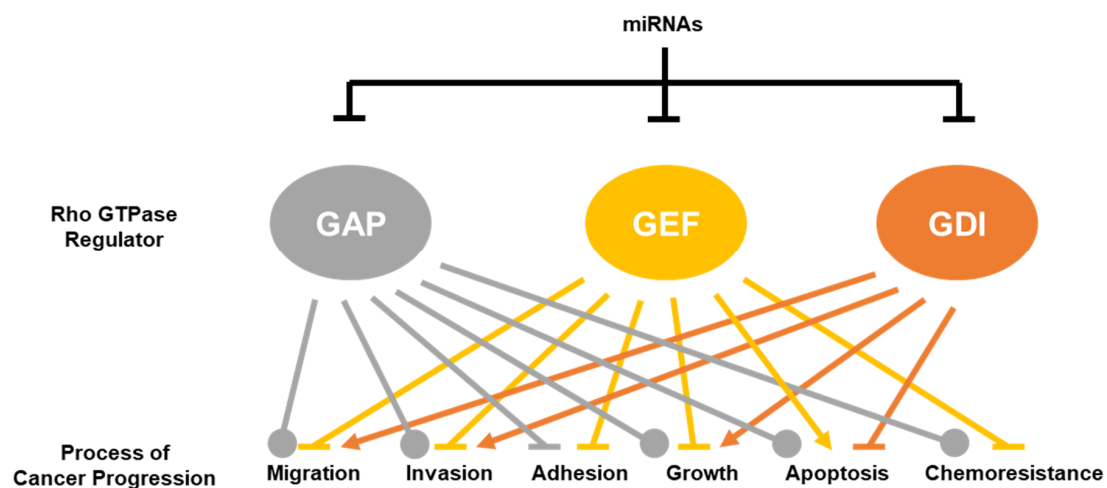 miRNAs
Rho GTPase
Regulator
GAP
GEF
GDI
Process of
Cancer Progression
Migration
Invasion
Adhesion
Growth
Apoptosis
Chemoresistance